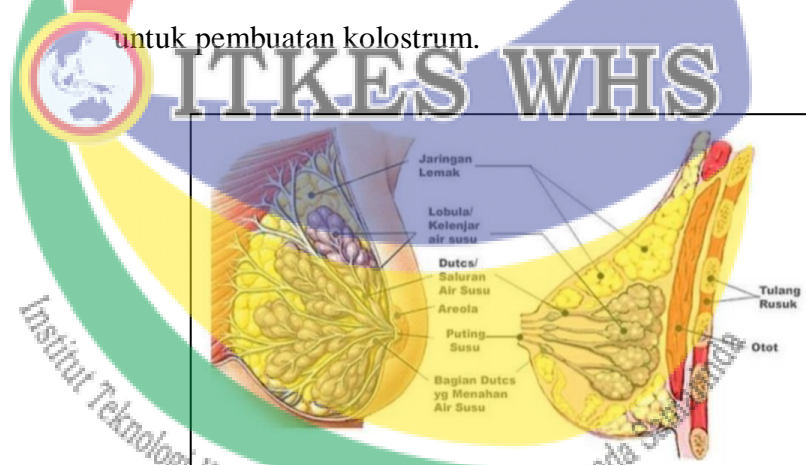 untuk pembuatan kolostrum.
ITKES WHS
Jaringan
Lemak
Lobula/
Kelenjar
air susu
Dutcs/
Saluran
Air Susu
Areola
Puting
Susu
Bagian Dutcs
yg Menahan
Air Susu
Tulang
Rusuk
Otot
Institut Teknologi